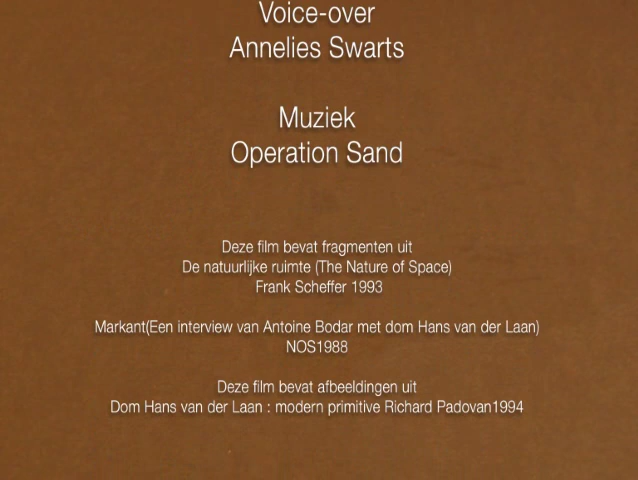 Voice-over
Annelies Swarts
Muziek
Operation Sand
Deze film bevat fragmenten uit
De natuurlijke ruimte (The Nature of Space)
Frank Scheffer 1993
Markant(Een interview van Antoine Bodar met dom Hans van der Laan)
NOS1988
Deze film bevat afbeeldingen uit
Dom Hans van der Laan : modern primitive Richard Padovan1994